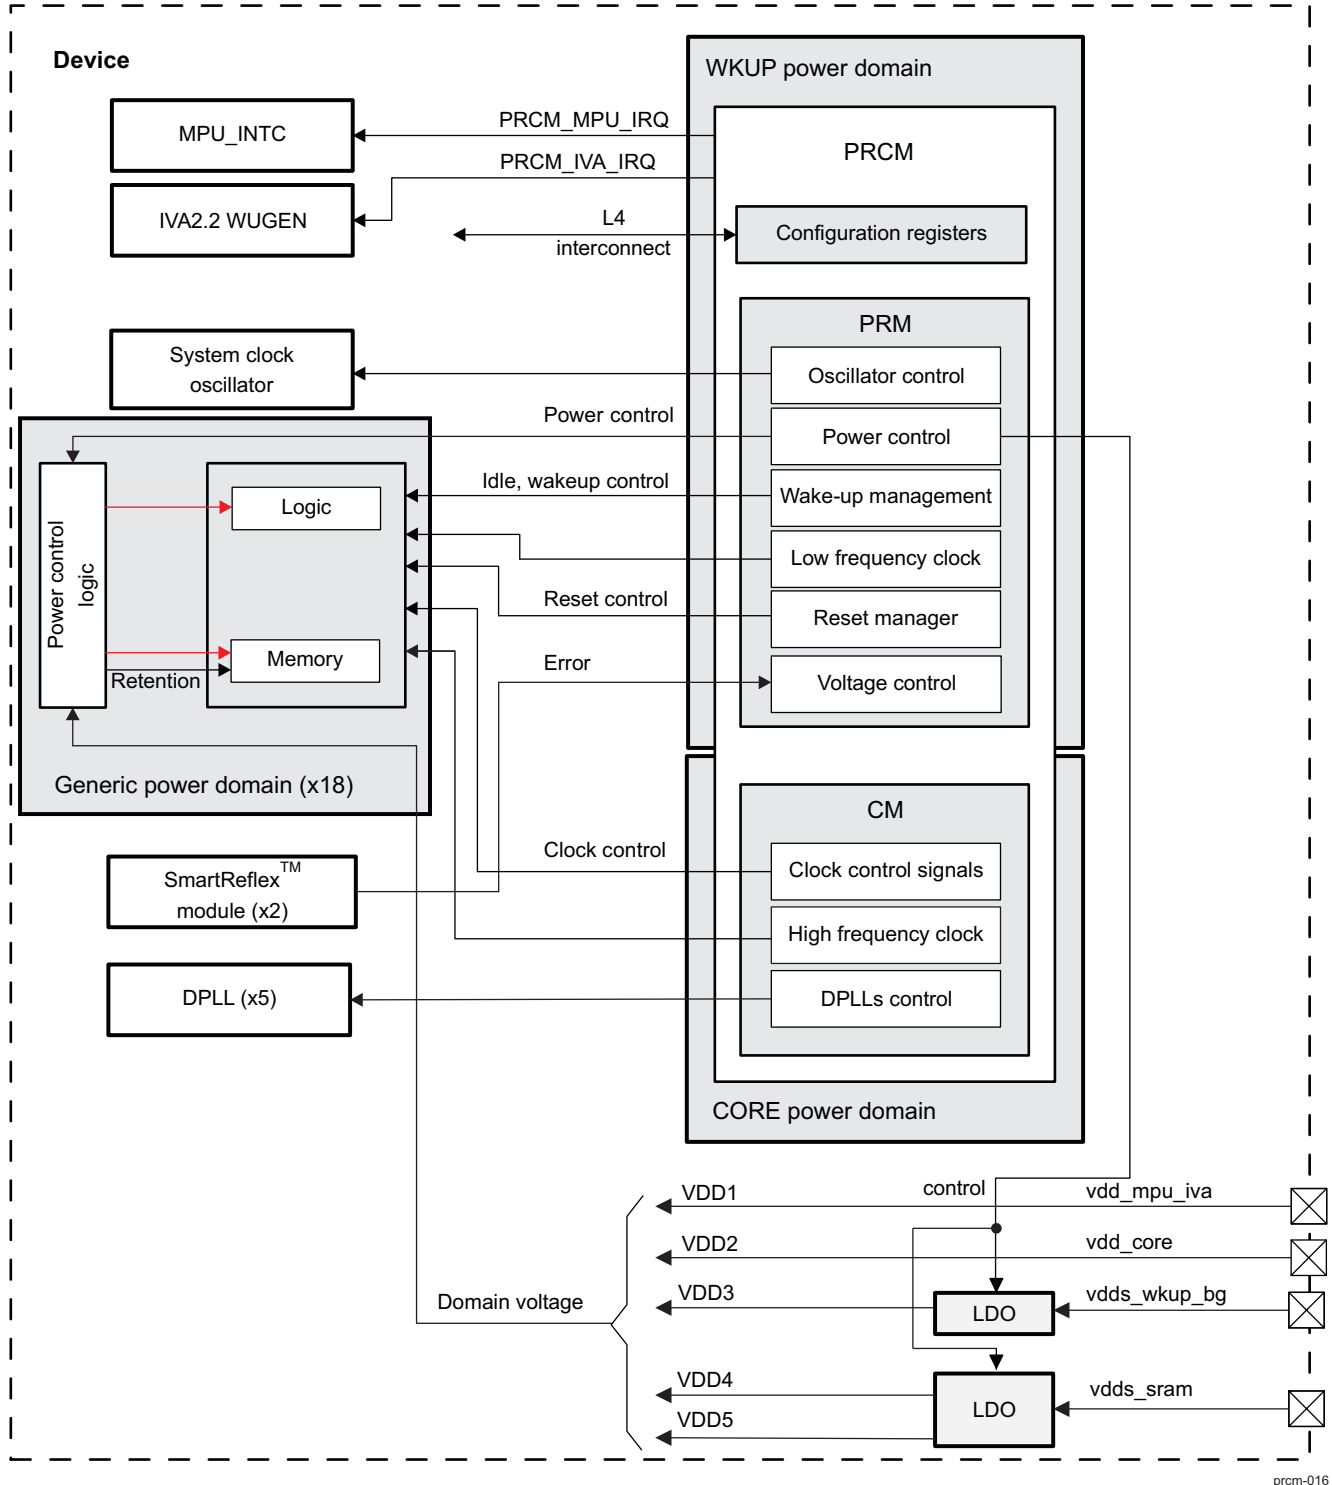 Device
WKUP power domain
MPU_INTC
PRCM_MPU_IRQ
PRCM
PRCM_IVA_IRQ
IVA2.2 WUGEN
L4
interconnect
Configuration registers
PRM
System clock
oscillator
Oscillator control
Power control
Power control
Idle, wakeup control
Wake-up management
Logic
Low frequency clock
Power control
logic
Reset control
Reset manager
Memory
Error
Retention
Voltage control
Generic power domain (x18)
CM
Clock control
Clock control signals
SmartReflex™
module (x2)
High frequency clock
DPLL (x5)
DPLLs control
CORE power domain
VDD1
control
vdd_mpu_iva
VDD2
vdd_core
VDD3
vdds_wkup_bg
Domain voltage
LDO
VDD4
vdds_sram
LDO
VDD5
prcm-016